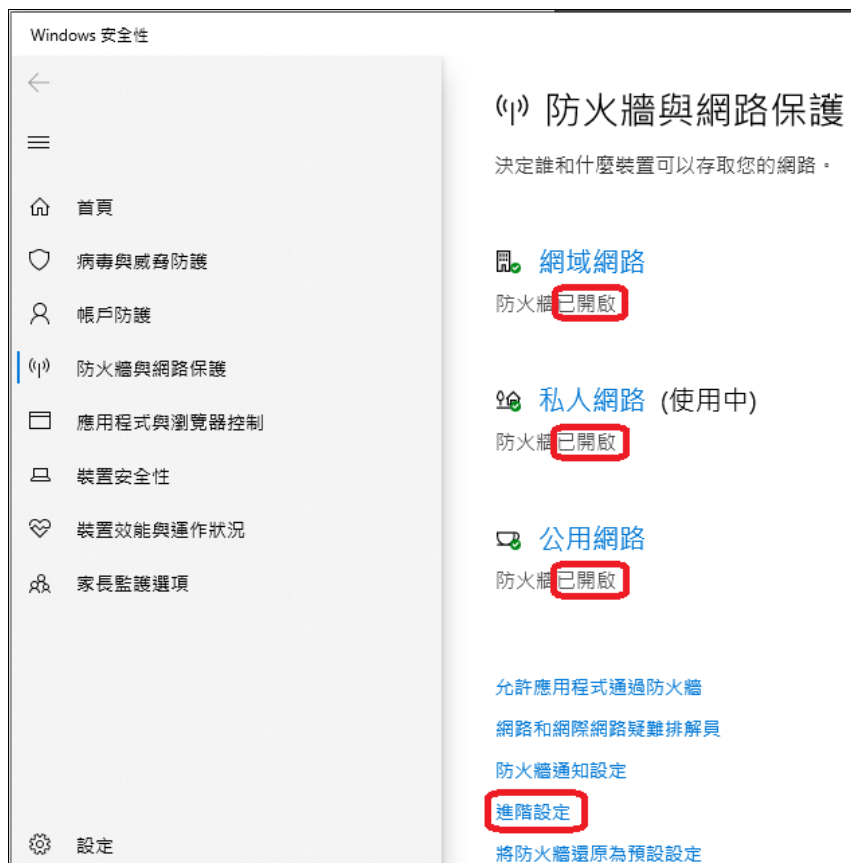 Windows 安全性
首頁
病毒與威脅防護
帳戶防護
防火牆與網路保護
應用程式與瀏覽器控制
裝置安全性
裝置效能與運作狀況
家長監護選項
設定
防火牆與網路保護
決定誰和什麼裝置可以存取您的網路。
網域網路
防火牆已開啟
私人網路 (使用中)
防火牆已開啟
公用網路
防火牆已開啟
允許應用程式通過防火牆
網路和網際網路疑難排解員
防火牆通知設定
進階設定
將防火牆還原為預設設定